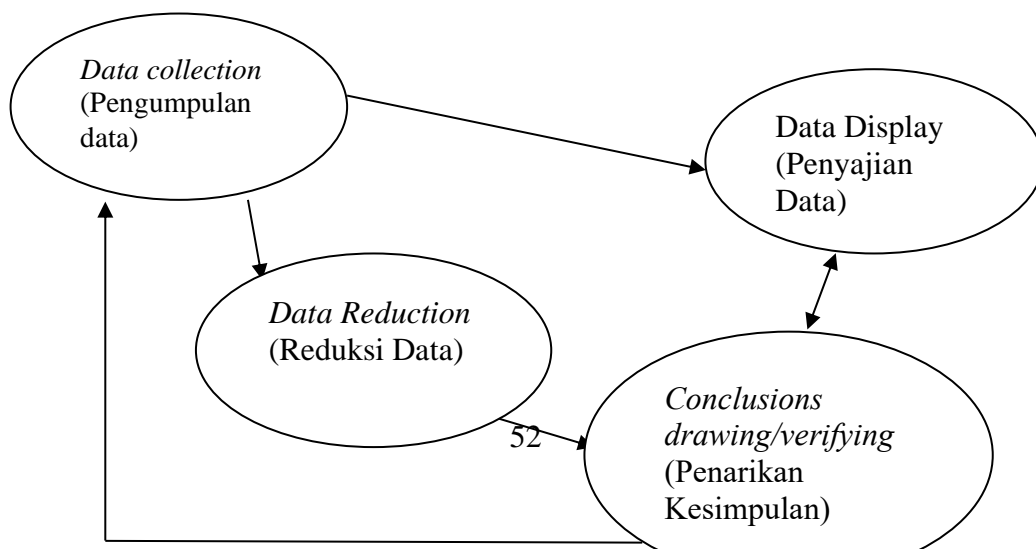 Data collection
(Pengumpulan
data)
Data Display
(Penyajian
Data)
Data Reduction
(Reduksi Data)
52
Conclusions
drawing/verifying
(Penarikan
Kesimpulan)